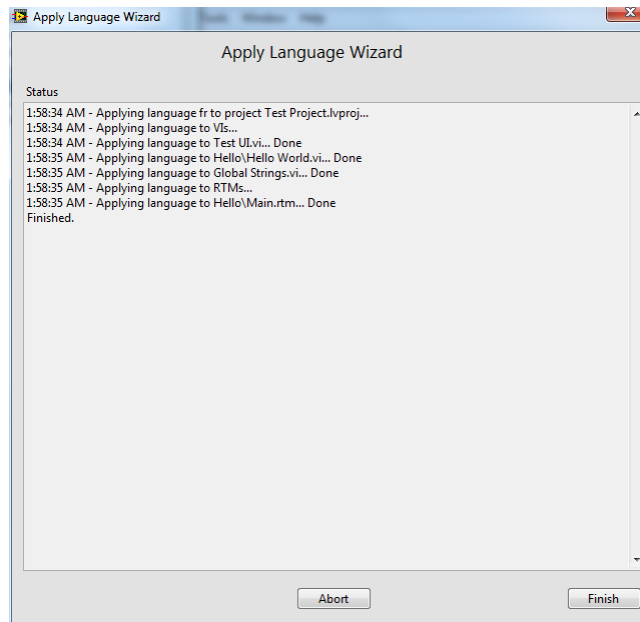 Apply Language Wizard
Tools Window Help
Apply Language Wizard
Status
1:58:34 AM - Applying language fr to project Test Project.lvproj...
1:58:34 AM - Applying language to VIs...
1:58:34 AM - Applying language to Test UI.vi... Done
1:58:35 AM - Applying language to Hello\Hello World.vi... Done
1:58:35 AM - Applying language to Global Strings.vi... Done
1:58:35 AM - Applying language to RTMs...
1:58:35 AM - Applying language to Hello\Main.rtm... Done
Finished.
Abort
Finish